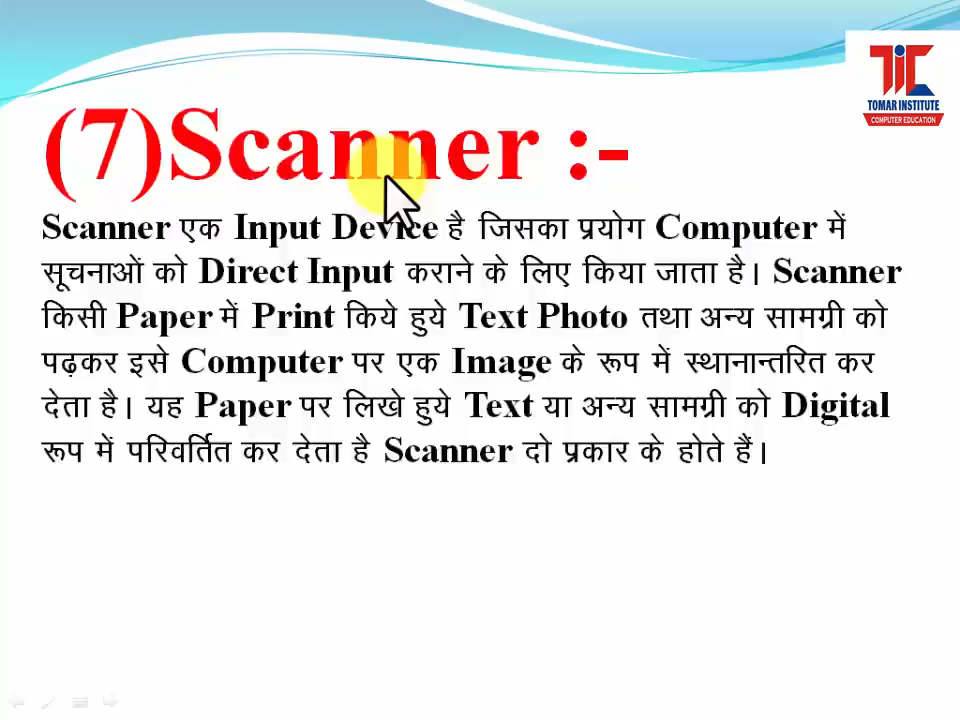 TIC
TOMAR INSTITUTE
COMPUTER EDUCATION
(7)Scanner :-
Scanner एक Input Device है जिसका प्रयोग Computer में
सूचनाओं को Direct Input कराने के लिए किया जाता है। Scanner
किसी Paper में Print किये हुये Text Photo तथा अन्य सामग्री को
पढ़कर इसे Computer पर एक Image के रूप में स्थानान्तरित कर
देता है। यह Paper पर लिखे हुये Text या अन्य सामग्री को Digital
रूप में परिवर्तित कर देता है Scanner दो प्रकार के होते हैं।